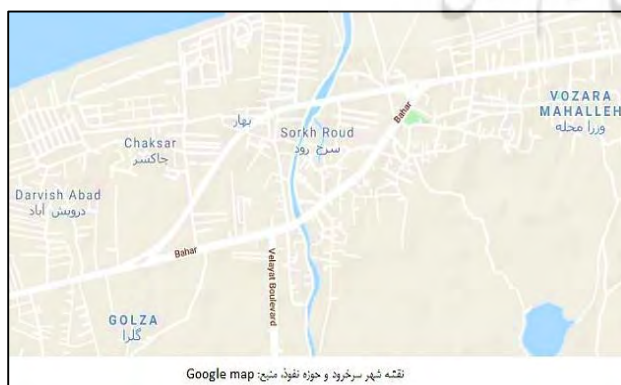 Bahar
VOZARA
MAHALLEH
وزرا محله
بهار
Sorkh Roud
سرخ رود
Chaksar
چاکسر
Darvish Abad
درویش آباد
Bahar
Velayat Boulevard
GOLZA
گلزا
نقشه شهر سرخرود و حوزه نفوذ، منبع: Google map